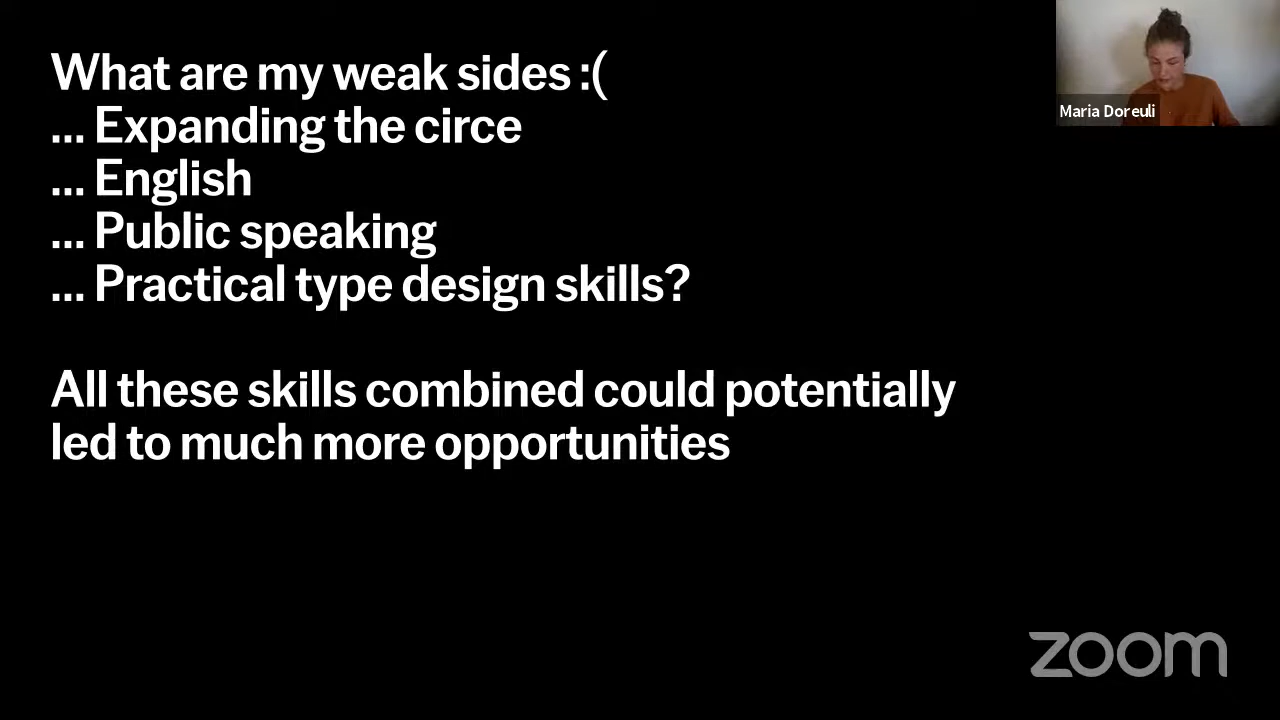 What are my weak sides :(
... Expanding the circe
... English
... Public speaking
... Practical type design skills?
All these skills combined could potentially
led to much more opportunities
Maria Doreuli
zoom